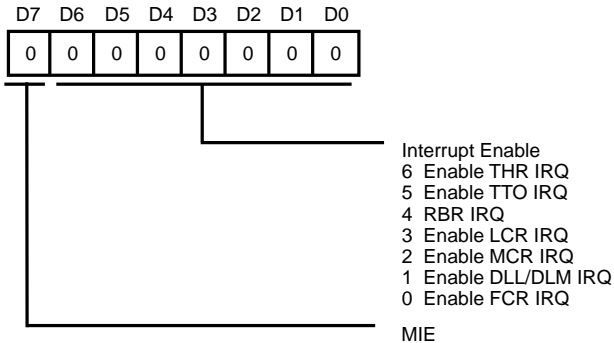 D7 D6 D5 D4 D3 D2 D1 D0
0 0 0 0 0 0 0 0
Interrupt Enable
6 Enable THR IRQ
5 Enable TTO IRQ
4 RBR IRQ
3 Enable LCR IRQ
2 Enable MCR IRQ
1 Enable DLL/DLM IRQ
0 Enable FCR IRQ
MIE